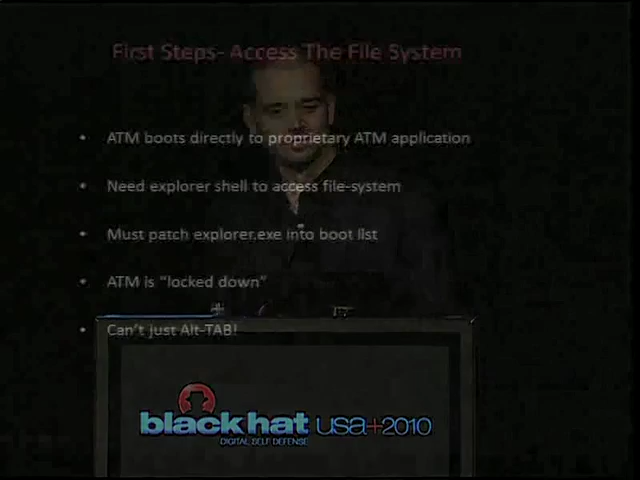 First Steps- Access The File System
• ATM boots directly to proprietary ATM application
• Need explorer shell to access file-system
• Must patch explorer.exe into boot list
• ATM is “locked down”
• Can't just Alt-TAB!
black hat USA+2010
DIGITAL SELF DEFENSE